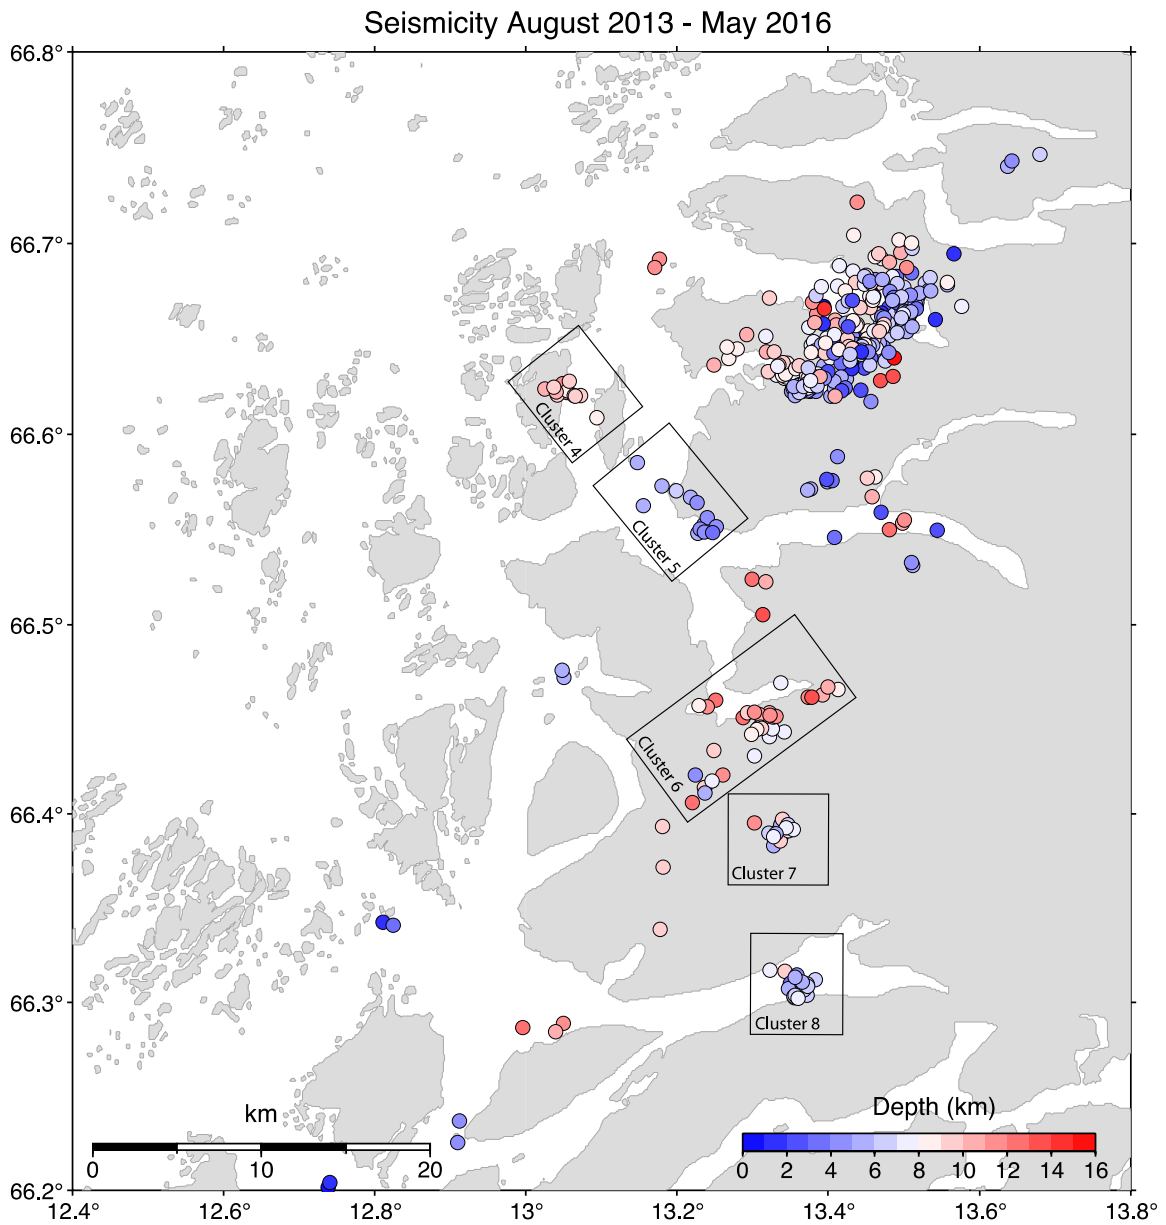 Seismicity August 2013 - May 2016
66.8°
66.7°
66.6°
66.5°
66.4°
66.3°
66.2°
Cluster 4
Cluster 5
Cluster 6
Cluster 7
Cluster 8
km
0 10 20
Depth (km)
0 2 4 6 8 10 12 14 16
12.4° 12.6° 12.8° 13° 13.2° 13.4° 13.6° 13.8°